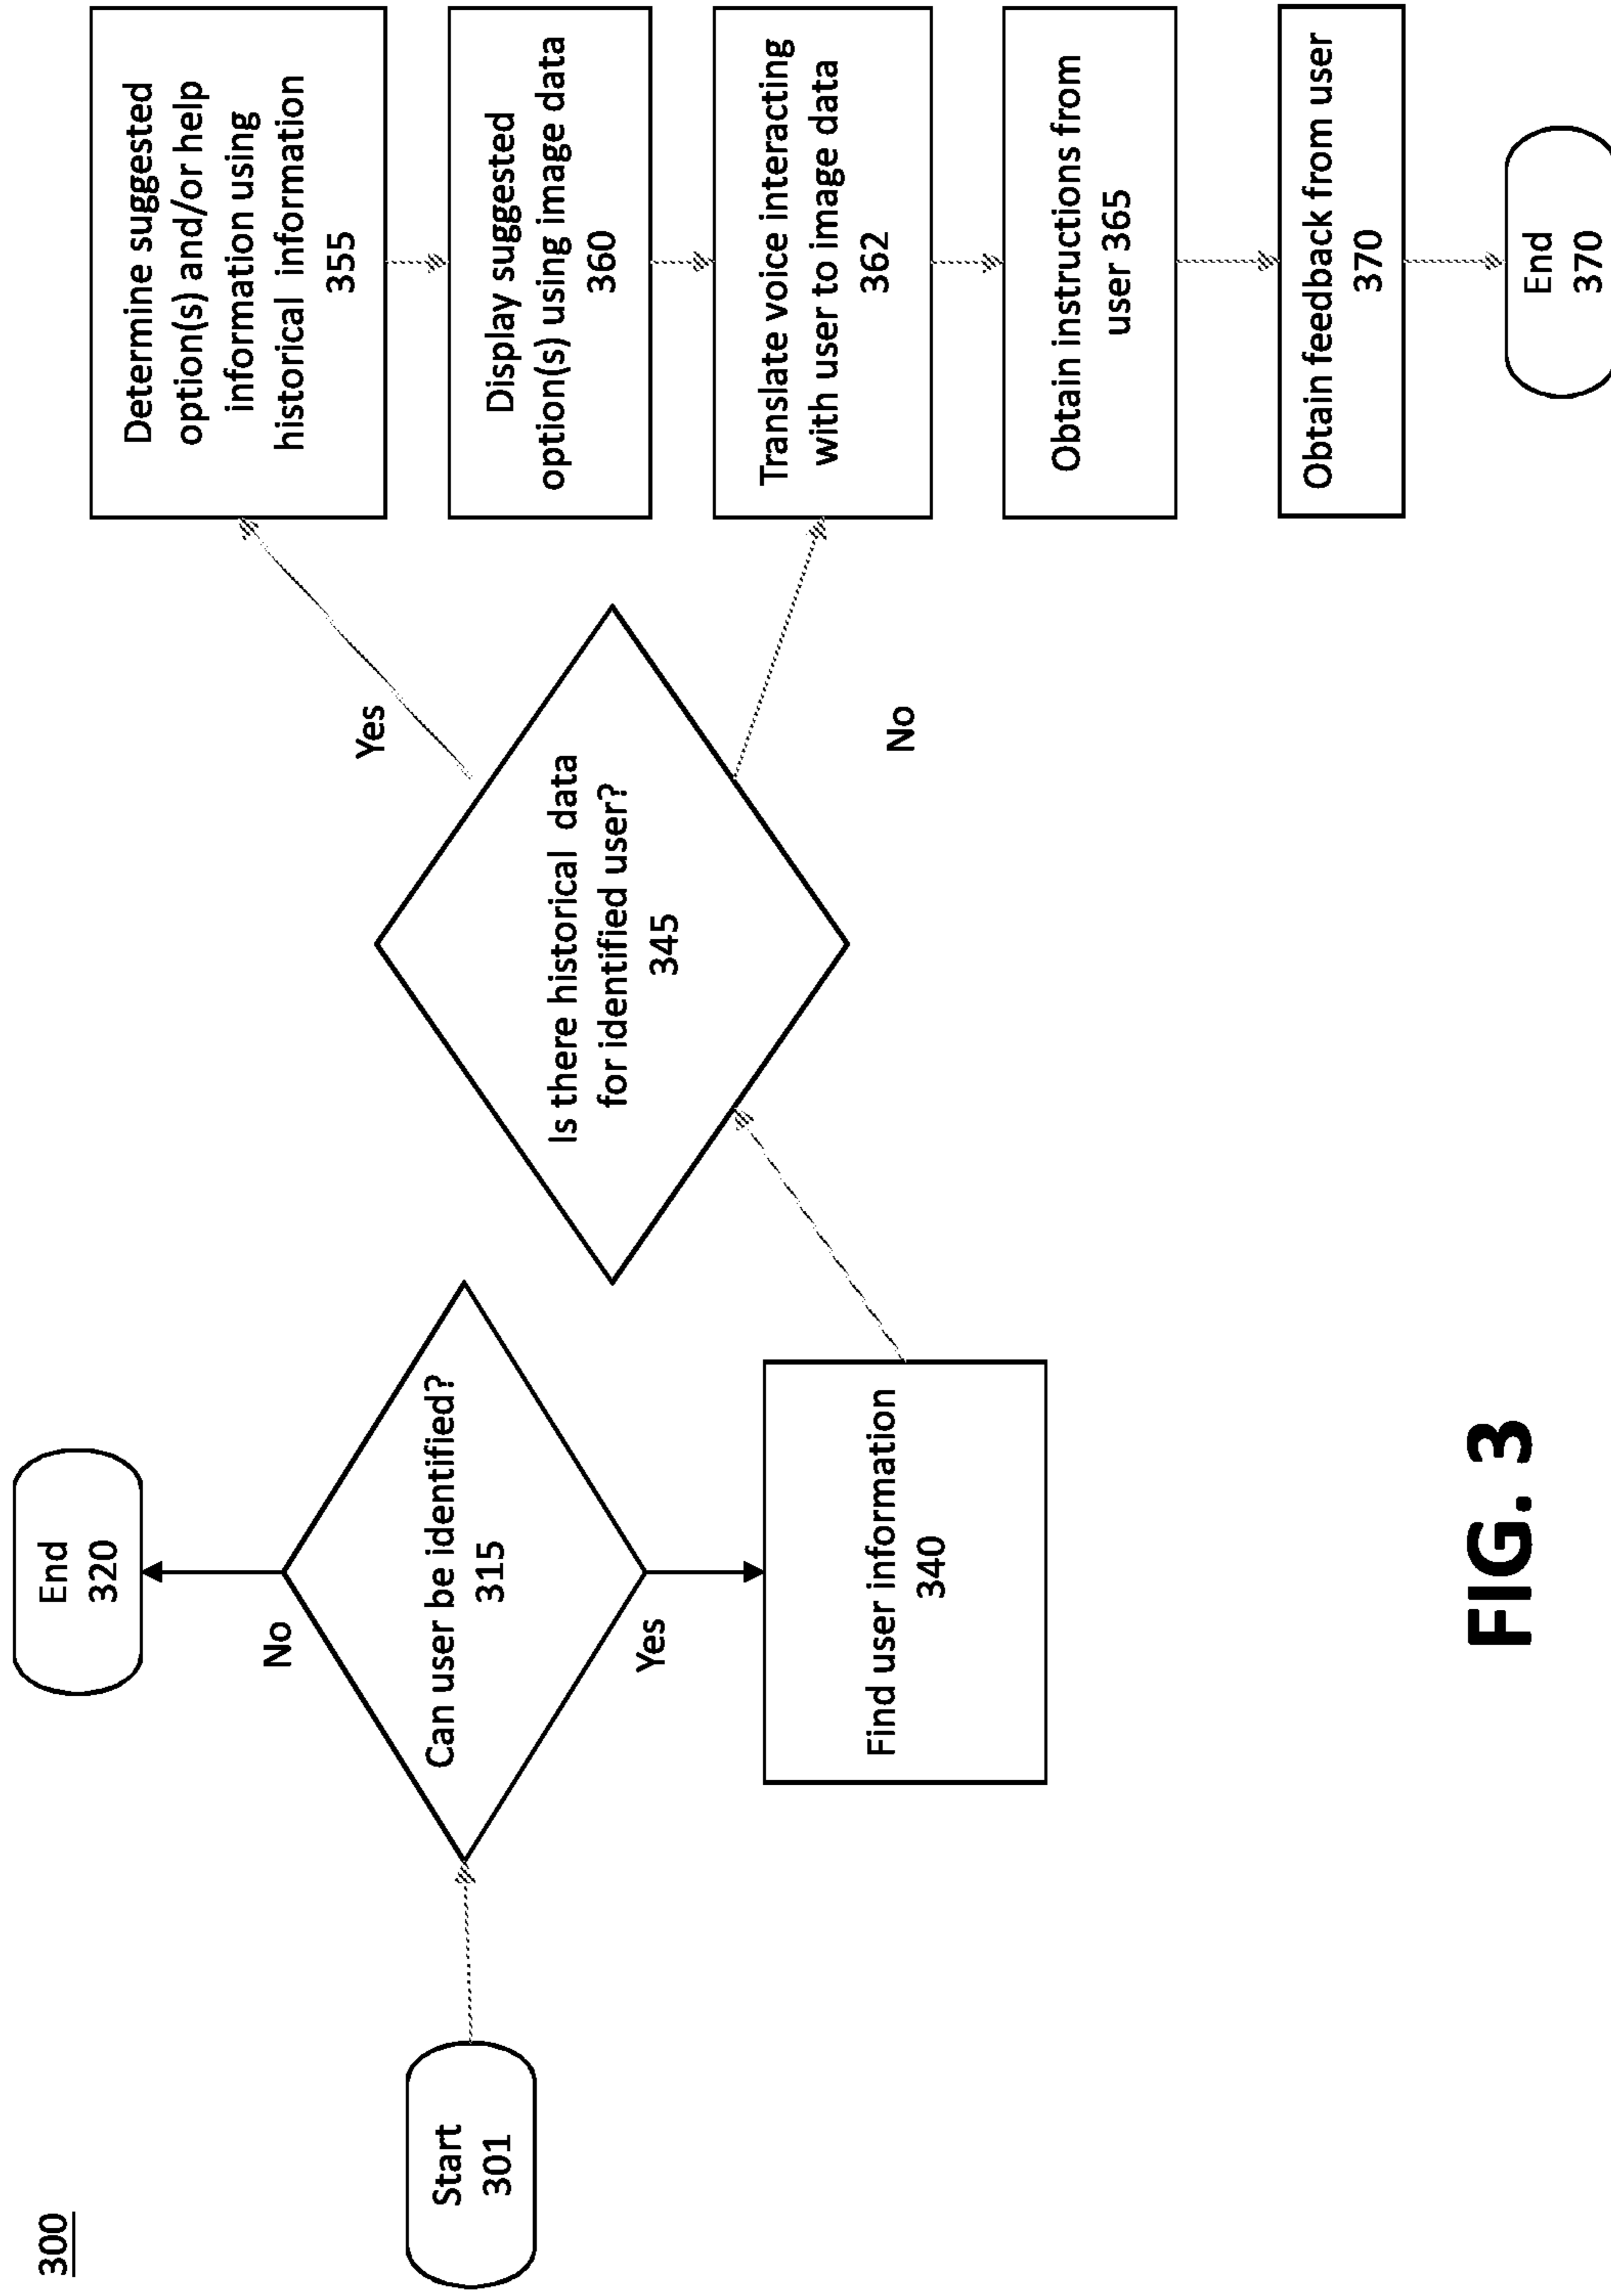 300
Start
301
End
320
No
Can user be identified?
315
Yes
Find user information
340
Is there historical data
for identified user?
345
Yes
No
Determine suggested
option(s) and/or help
information using
historical information
355
Display suggested
option(s) using image data
360
Translate voice interacting
with user to image data
362
Obtain instructions from
user 365
Obtain feedback from user
370
End
370
FIG. 3